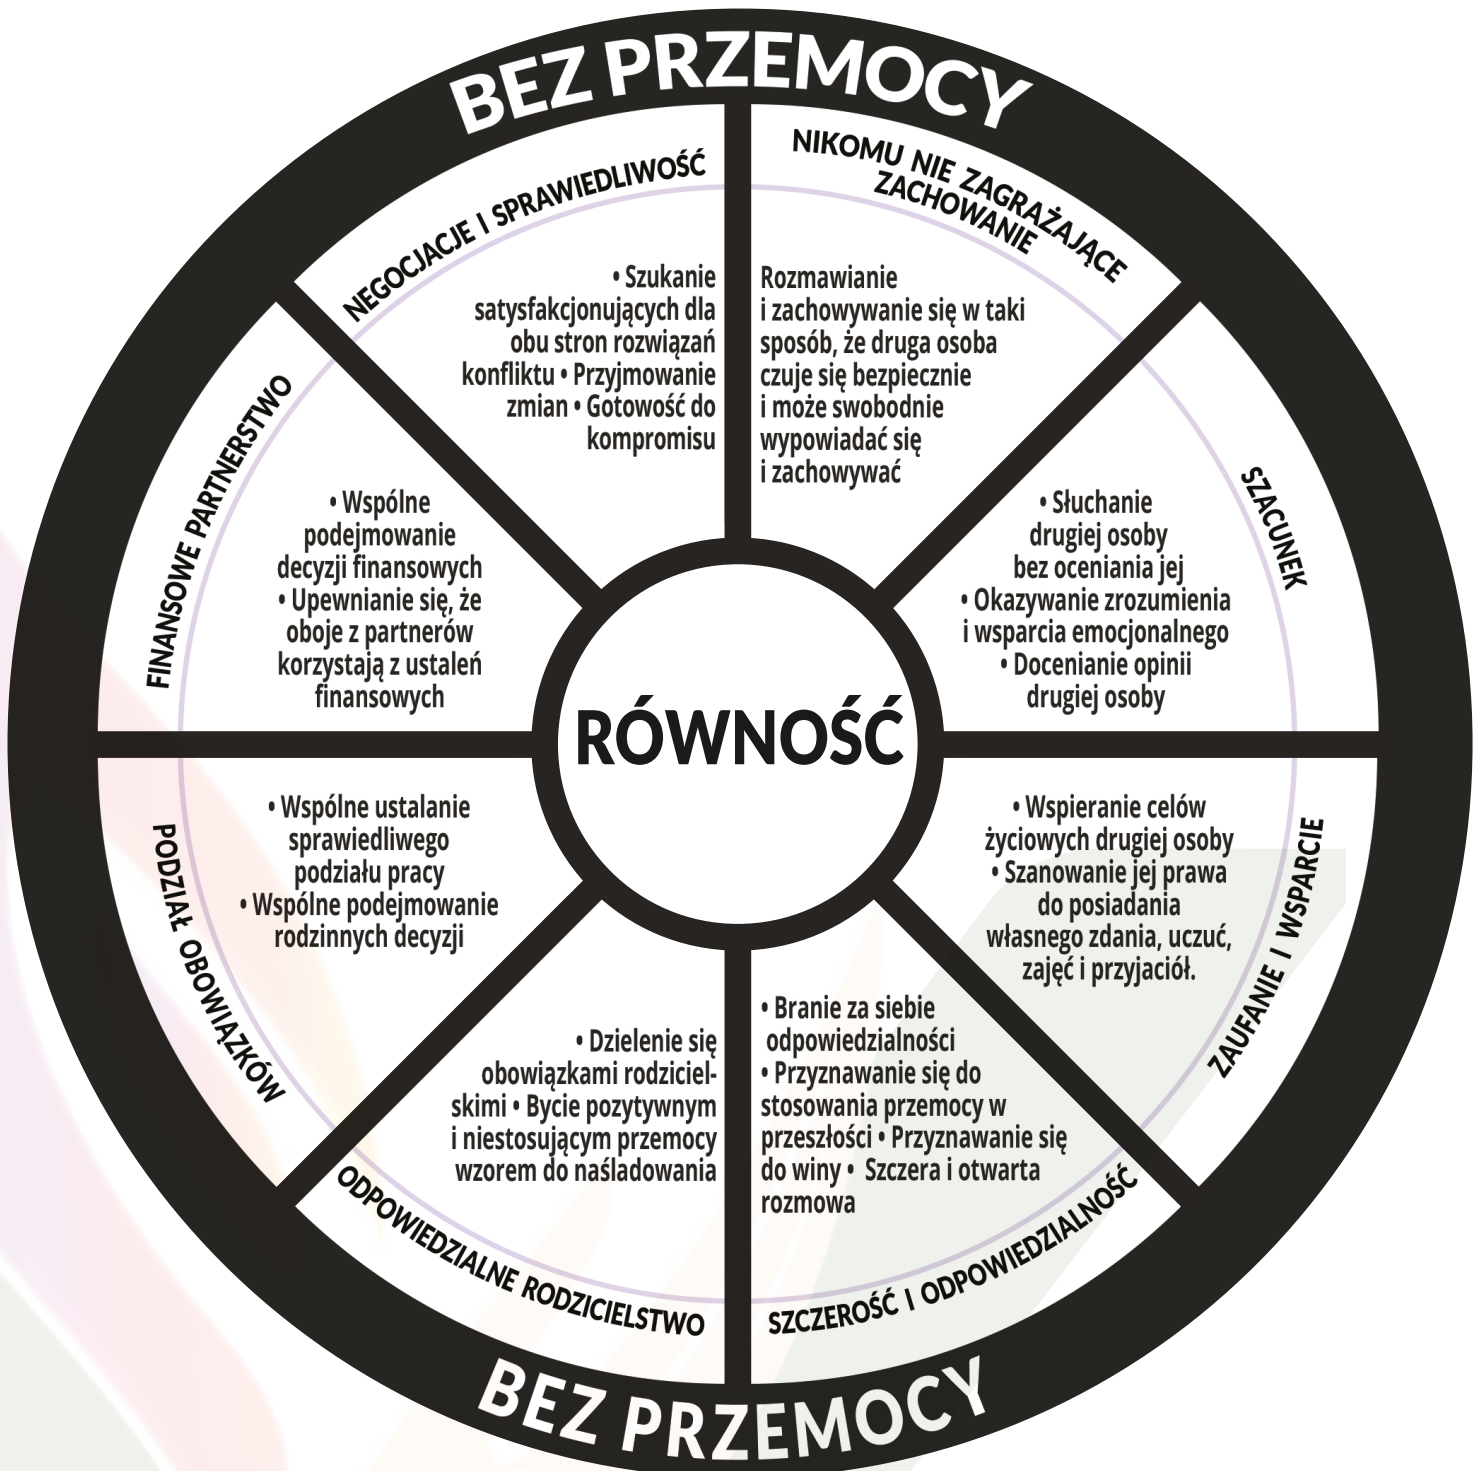 BEZ PRZEMOCY
NEGOCJACJE I SPRAWIEDLIWOŚĆ
• Szukanie
satysfakcjonujących dla
obu stron rozwiązań
konfliktu • Przyjmowanie
zmian • Gotowość do
kompromisu
NIKOMU NIE ZAGRAŻAJĄCE
ZACHOWANIE
Rozmawianie
i zachowywanie się w taki
sposób, że druga osoba
czuje się bezpiecznie
i może swobodnie
wypowiadać się
i zachowywać
SZACUNEK
• Słuchanie
drugiej osoby
bez oceniania jej
• Okazywanie zrozumienia
i wsparcia emocjonalnego
• Docenianie opinii
drugiej osoby
ZAUFANIE I WSPARCIE
• Wspieranie celów
życiowych drugiej osoby
• Szanowanie jej prawa
do posiadania
własnego zdania, uczuć,
zajęć i przyjaciół.
SZCZEROŚĆ I ODPOWIEDZIALNOŚĆ
• Branie za siebie
odpowiedzialności
• Przyznawanie się do
stosowania przemocy w
przeszłości • Przyznawanie się
do winy • Szczera i otwarta
rozmowa
ODPOWIEDZIALNE RODZICIELSTWO
• Dzielenie się
obowiązkami rodziciel-
skimi • Bycie pozytywnym
i niestosującym przemocy
wzorem do naśladowania
PODZIAŁ OBOWIĄZKÓW
• Wspólne ustalanie
sprawiedliwego
podziału pracy
• Wspólne podejmowanie
rodzinnych decyzji
FINANSOWE PARTNERSTWO
• Wspólne
podejmowanie
decyzji finansowych
• Upewnianie się, że
oboje z partnerów
korzystają z ustaleń
finansowych
RÓWNOŚĆ
BEZ PRZEMOCY